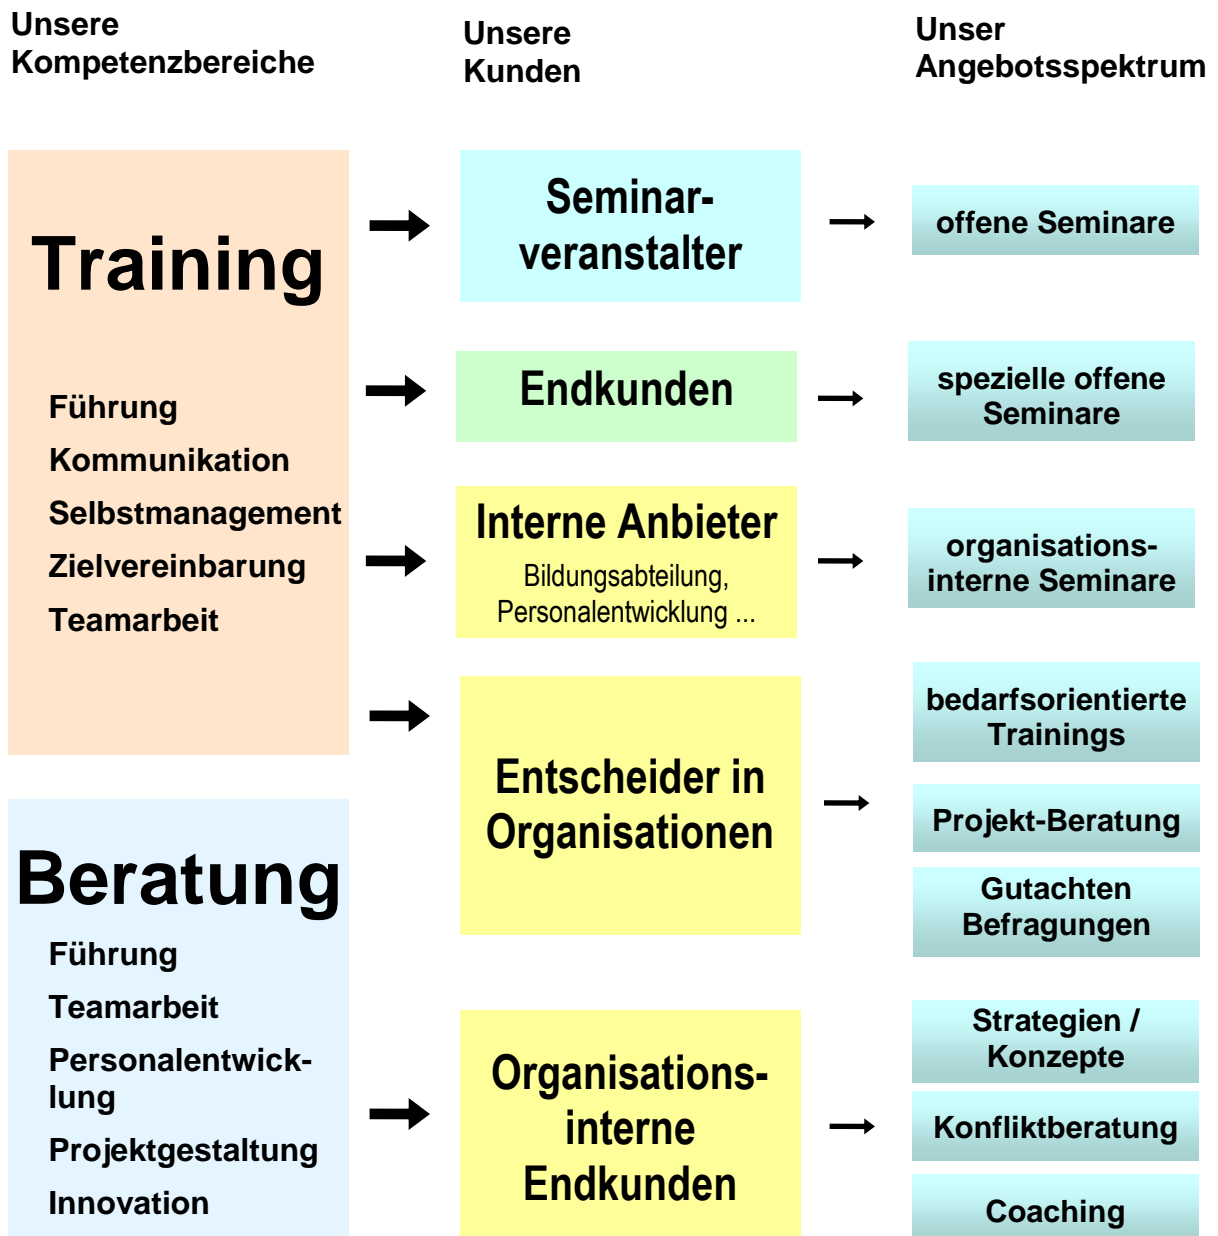 Unsere
Kompetenzbereiche
Unsere
Kunden
Unser
Angebotsspektrum
Training
Führung
Kommunikation
Selbstmanagement
Zielvereinbarung
Teamarbeit
Beratung
Führung
Teamarbeit
Personalentwick-
lung
Projektgestaltung
Innovation
Seminar-
veranstalter
Endkunden
Interne Anbieter
Bildungsabteilung,
Personalentwicklung ...
Entscheider in
Organisationen
Organisations-
interne
Endkunden
offene Seminare
spezielle offene
Seminare
organisations-
interne Seminare
bedarfsorientierte
Trainings
Projekt-Beratung
Gutachten
Befragungen
Strategien /
Konzepte
Konfliktberatung
Coaching